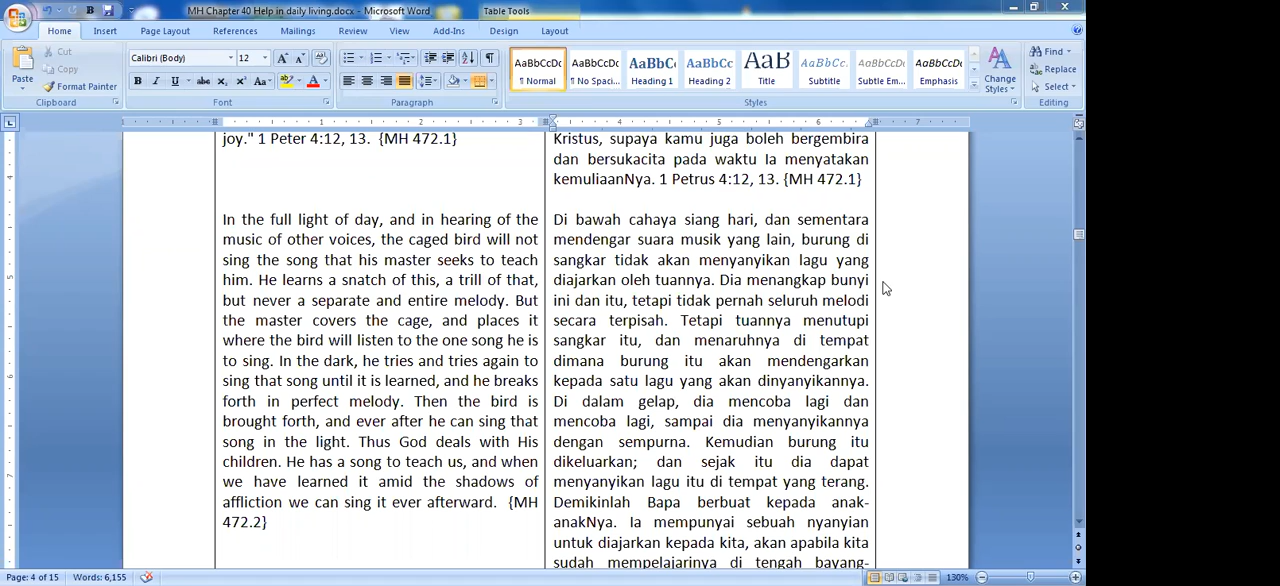 MH Chapter 40 Help in daily living.docx - Microsoft Word
Table Tools
Home Insert Page Layout References Mailings Review View Add-Ins Design Layout
Paste
Cut
Copy
Format Painter
Clipboard
Calibri (Body) 12
Font
Paragraph
AaBbCcDc AaBbCcDc AaBbC AaBbCc AaB AaBbCc. AaBbCcDc AaBbCcDc
¶ Normal ¶ No Spaci... Heading 1 Heading 2 Title Subtitle Subtle Em... Emphasis
Change Styles
Styles
Find
Replace
Select
Editing
joy." 1 Peter 4:12, 13. {MH 472.1}
In the full light of day, and in hearing of the
music of other voices, the caged bird will not
sing the song that his master seeks to teach
him. He learns a snatch of this, a trill of that,
but never a separate and entire melody. But
the master covers the cage, and places it
where the bird will listen to the one song he is
to sing. In the dark, he tries and tries again to
sing that song until it is learned, and he breaks
forth in perfect melody. Then the bird is
brought forth, and ever after he can sing that
song in the light. Thus God deals with His
children. He has a song to teach us, and when
we have learned it amid the shadows of
affliction we can sing it ever afterward. {MH
472.2}
Kristus, supaya kamu juga boleh bergembira
dan bersukacita pada waktu Ia menyatakan
kemuliaanNya. 1 Petrus 4:12, 13. {MH 472.1}
Di bawah cahaya siang hari, dan sementara
mendengar suara musik yang lain, burung di
sangkar tidak akan menyanyikan lagu yang
diajarkan oleh tuannya. Dia menangkap bunyi
ini dan itu, tetapi tidak pernah seluruh melodi
secara terpisah. Tetapi tuannya menutupi
sangkar itu, dan menaruhnya di tempat
dimana burung itu akan mendengarkan
kepada satu lagu yang akan dinyanyikannya.
Di dalam gelap, dia mencoba lagi dan
mencoba lagi, sampai dia menyanyikannya
dengan sempurna. Kemudian burung itu
dikeluarkan; dan sejak itu dia dapat
menyanyikan lagu itu di tempat yang terang.
Demikinlah Bapa berbuat kepada anak-
anakNya. Ia mempunyai sebuah nyanyian
untuk diajarkan kepada kita, akan apabila kita
sudah mempelajarinya di tengah bayang-
Page: 4 of 15 Words: 6,155 130%